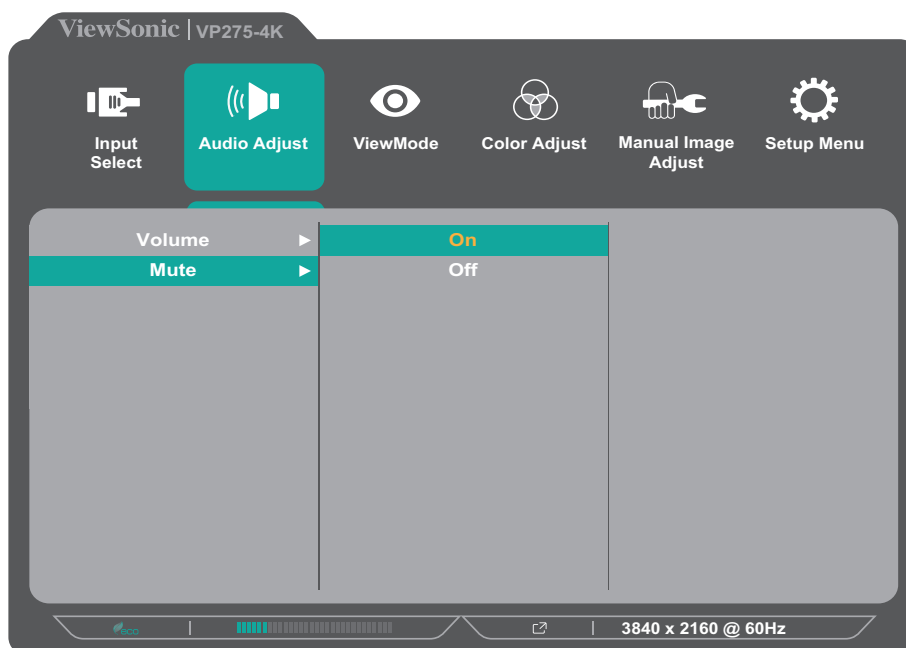 ViewSonic | VP275-4K
Input Select
Audio Adjust
ViewMode
Color Adjust
Manual Image Adjust
Setup Menu
Volume
On
Mute
Off
eco
3840 x 2160 @ 60Hz